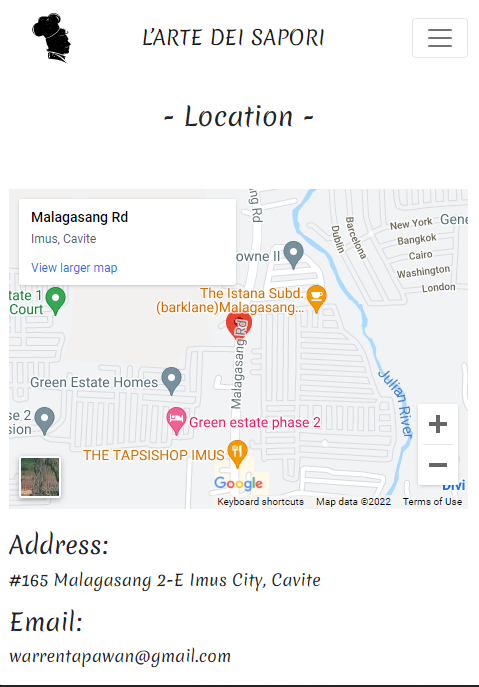 L'ARTE DEI SAPORI
- Location -
Malagasang Rd
Imus, Cavite
View larger map
ng Rd
owne II
Barcelona
Dublin
New York
Gene
Bangkok
Cairo
Washington
London
tate 1
Court
The Istana Subd.
(barklane)Malagasang...
Malagasang Rd
Green Estate Homes
Julian River
se 2
sion
Green estate phase 2
THE TAPSISHOP IMUS
+
−
Google
Divi
Keyboard shortcuts Map data ©2022 Terms of Use
Address:
#165 Malagasang 2-E Imus City, Cavite
Email:
warrentapawan@gmail.com